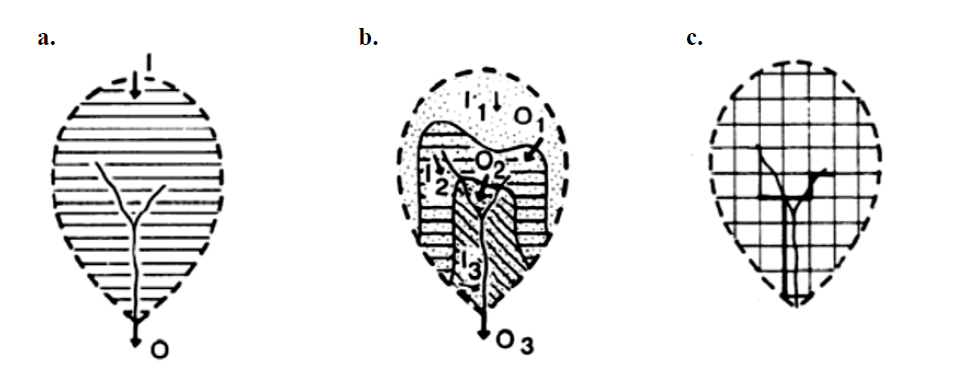 a.
I
O
b.
I1
O1
I2
O2
I3
O3
c.